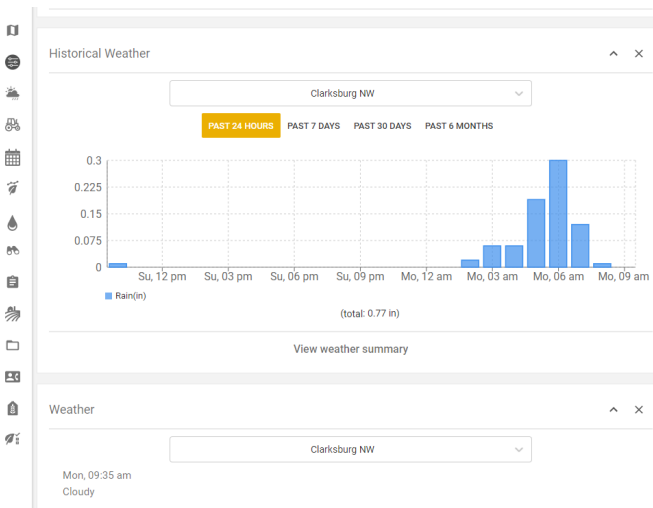 Historical Weather
Clarksburg NW
PAST 24 HOURS PAST 7 DAYS PAST 30 DAYS PAST 6 MONTHS
0.3
0.225
0.15
0.075
0
Su, 12 pm Su, 03 pm Su, 06 pm Su, 09 pm Mo, 12 am Mo, 03 am Mo, 06 am Mo, 09 am
Rain(in)
(total: 0.77 in)
View weather summary
Weather
Clarksburg NW
Mon, 09:35 am
Cloudy